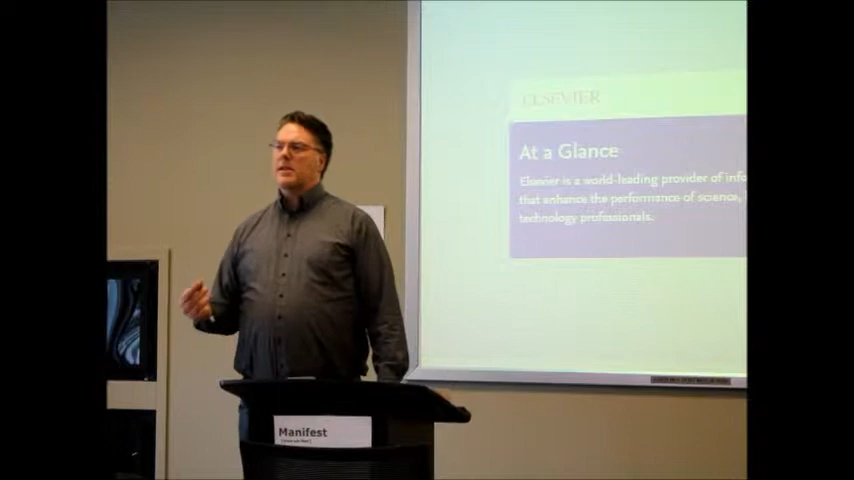 ELSEVIER
At a Glance
Elsevier is a world-leading provider of info
that enhance the performance of science,
technology professionals.
Manifest